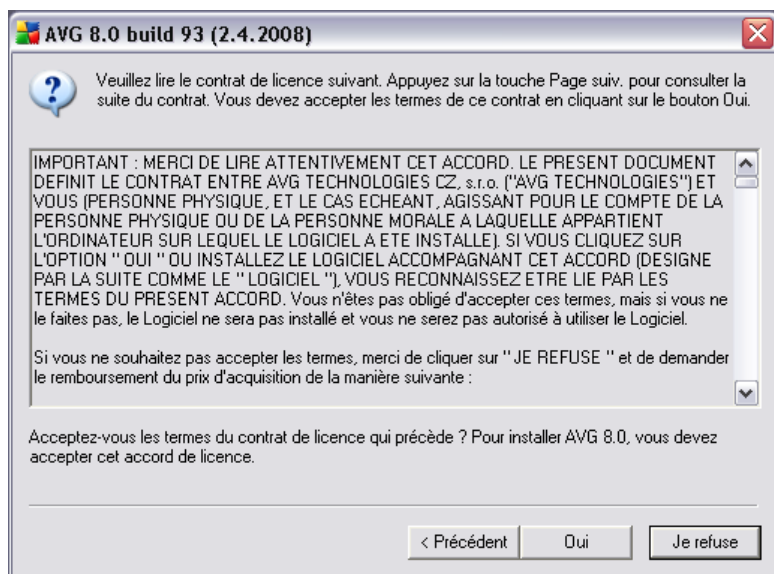 AVG 8.0 build 93 (2.4.2008)
Veuillez lire le contrat de licence suivant. Appuyez sur la touche Page suiv. pour consulter la
suite du contrat. Vous devez accepter les termes de ce contrat en cliquant sur le bouton Oui.
IMPORTANT : MERCI DE LIRE ATTENTIVEMENT CET ACCORD. LE PRESENT DOCUMENT
DEFINIT LE CONTRAT ENTRE AVG TECHNOLOGIES CZ, s.r.o. ("AVG TECHNOLOGIES") ET
VOUS (PERSONNE PHYSIQUE, ET LE CAS ECHEANT, AGISSANT POUR LE COMPTE DE LA
PERSONNE PHYSIQUE OU DE LA PERSONNE MORALE A LAQUELLE APPARTIENT
L'ORDINATEUR SUR LEQUEL LE LOGICIEL A ETE INSTALLE). SI VOUS CLIQUEZ SUR
L'OPTION " OUI " OU INSTALLEZ LE LOGICIEL ACCOMPAGNANT CET ACCORD (DESIGNE
PAR LA SUITE COMME LE " LOGICIEL "), VOUS RECONNAISSEZ ETRE LIE PAR LES
TERMES DU PRESENT ACCORD. Vous n'êtes pas obligé d'accepter ces termes, mais si vous ne
le faites pas, le Logiciel ne sera pas installé et vous ne serez pas autorisé à utiliser le Logiciel.
Si vous ne souhaitez pas accepter les termes, merci de cliquer sur " JE REFUSE " et de demander
le remboursement du prix d'acquisition de la manière suivante :
Acceptez-vous les termes du contrat de licence qui précède ? Pour installer AVG 8.0, vous devez
accepter cet accord de licence.
< Précédent
Oui
Je refuse